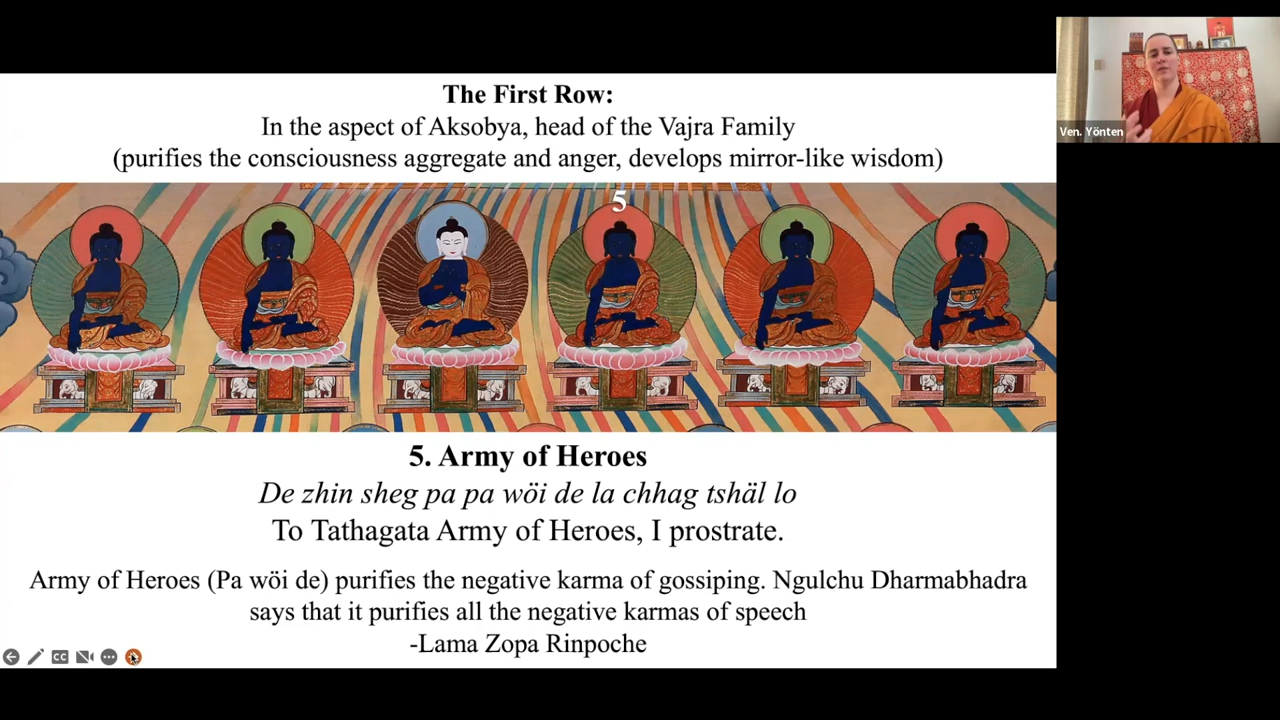 The First Row:
In the aspect of Aksobya, head of the Vajra Family
(purifies the consciousness aggregate and anger, develops mirror-like wisdom)
Ven. Yönten
5
5. Army of Heroes
De zhin sheg pa pa wöi de la chhag tshäl lo
To Tathagata Army of Heroes, I prostrate.
Army of Heroes (Pa wöi de) purifies the negative karma of gossiping. Ngulchu Dharmabhadra
says that it purifies all the negative karmas of speech
-Lama Zopa Rinpoche
CC